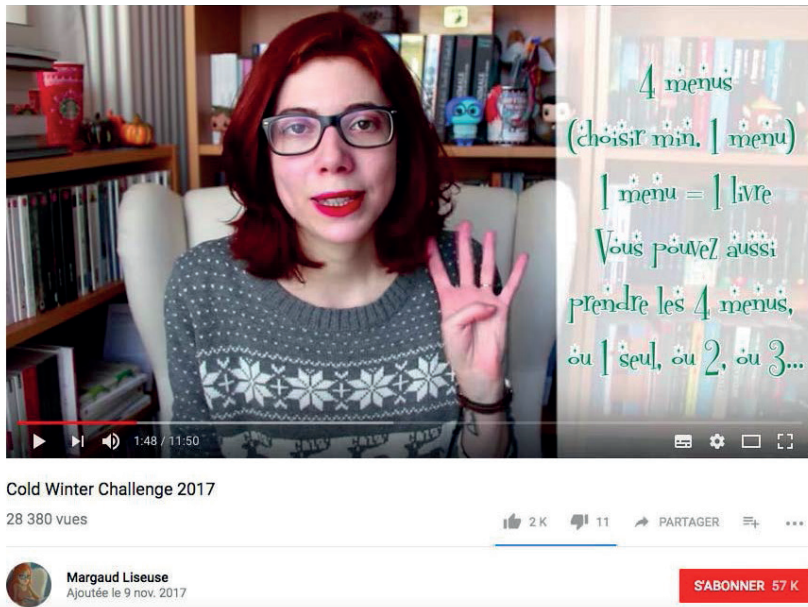 4 menus
(choisir min. 1 menu)
1 menu = 1 livre
Vous pouvez aussi
prendre les 4 menus,
ou 1 seul, ou 2, ou 3...
1:48 / 11:50
Cold Winter Challenge 2017
28 380 vues
2 K
11
PARTAGER
Margaud Liseuse
Ajoutée le 9 nov. 2017
S'ABONNER 57 K